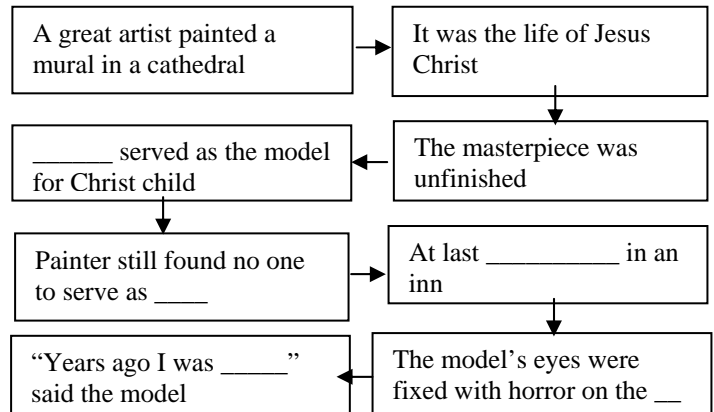 A great artist painted a
mural in a cathedral
It was the life of Jesus
Christ
The masterpiece was
unfinished
______ served as the model
for Christ child
Painter still found no one
to serve as ____
At last __________ in an
inn
The model’s eyes were
fixed with horror on the __
“Years ago I was _____”
said the model